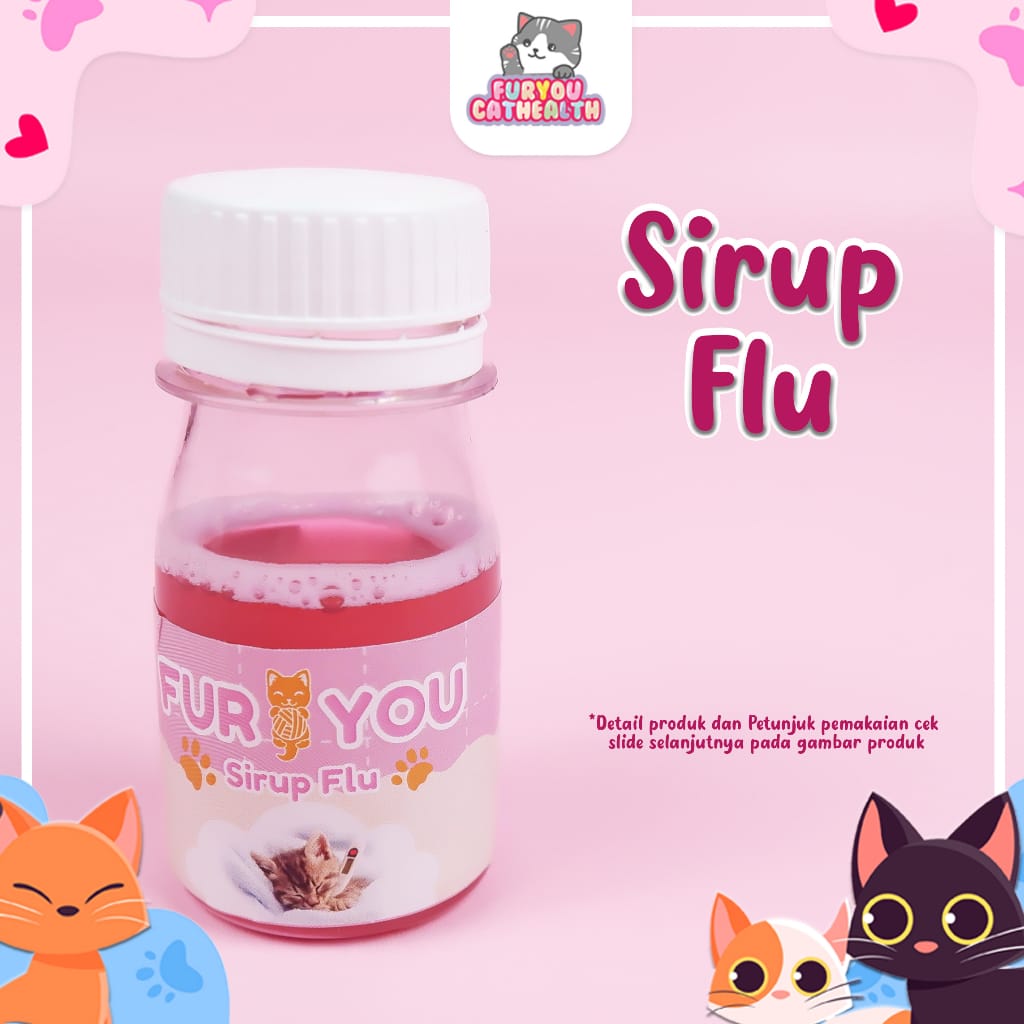 FURYOU
CATHEALTH
Sirup
Flu
FUR YOU
Sirup Flu
*Detail produk dan Petunjuk pemakaian cek
slide selanjutnya pada gambar produk